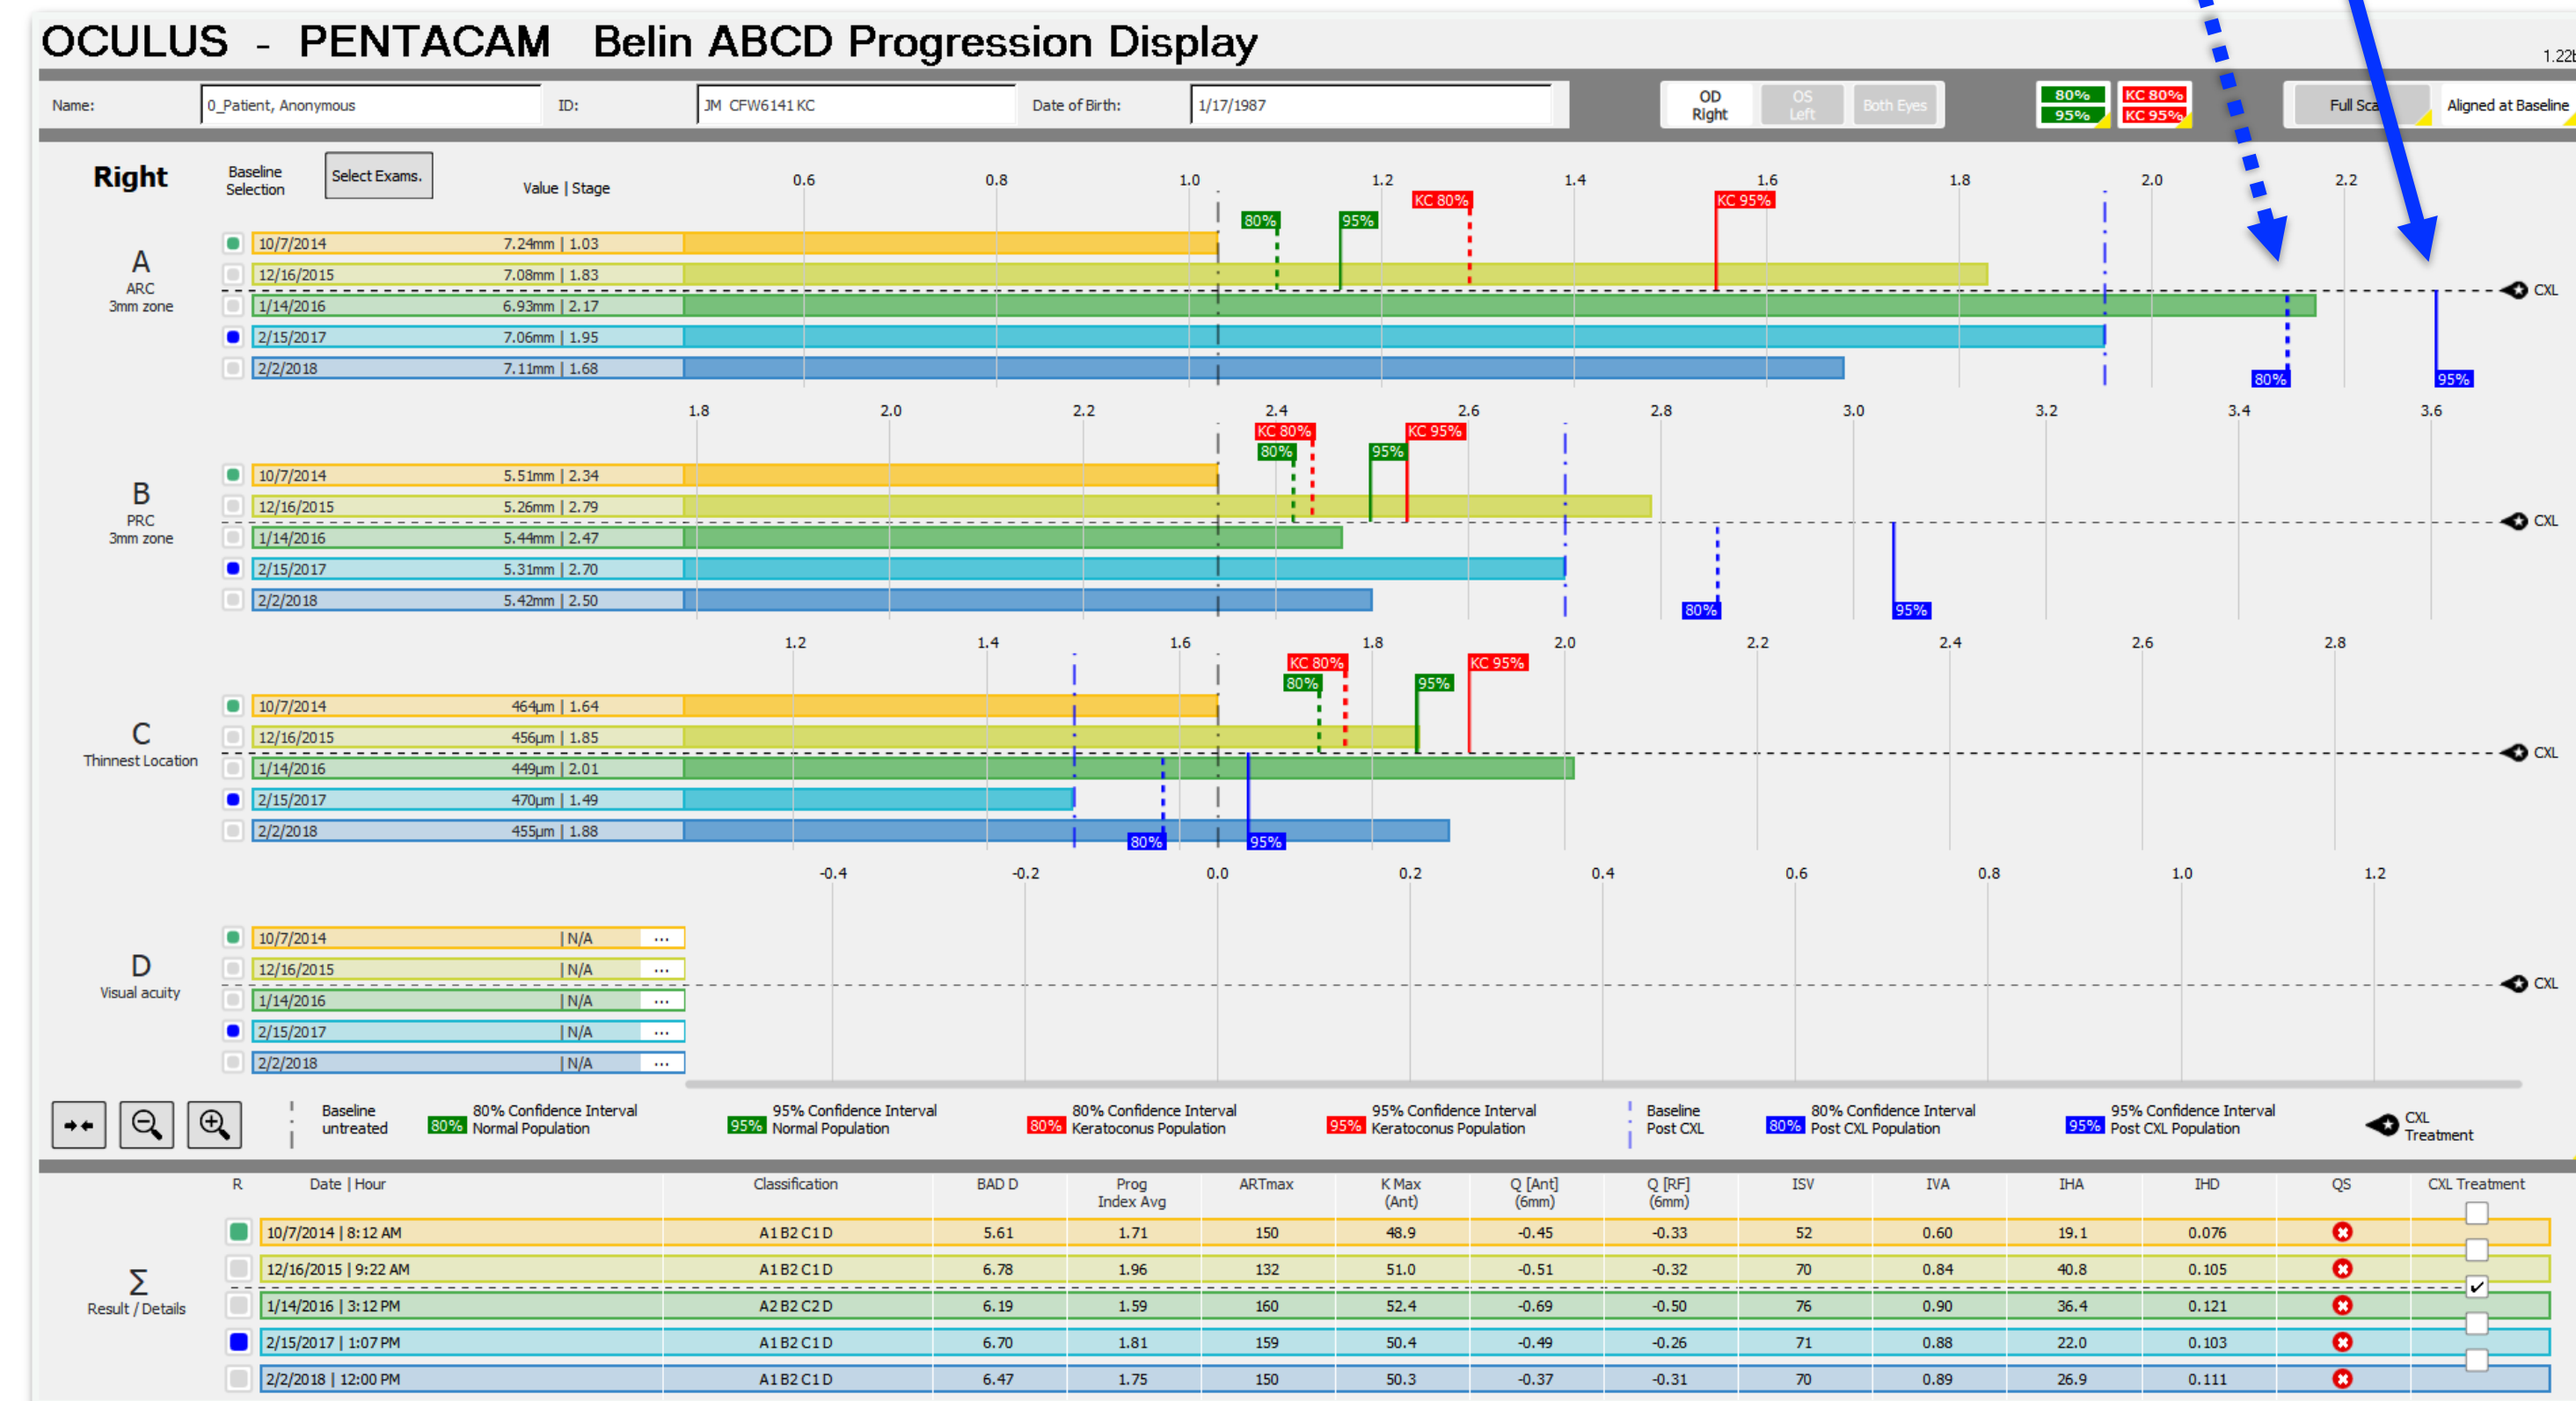 OCULUS - PENTACAM Belin ABCD Progression Display
1.22b
Name: 0_Patient, Anonymous ID: JM CFW6141 KC Date of Birth: 1/17/1987 OD Right OS Left Both Eyes 80% 95% KC 80% KC 95% Full Sca Aligned at Baseline
Right Baseline Selection Select Exams. Value | Stage
0.6 0.8 1.0 1.2 1.4 1.6 1.8 2.0 2.2
KC 80% KC 95%
80% 95%
A
ARC
3mm zone
10/7/2014 7.24mm | 1.03
12/16/2015 7.08mm | 1.83
CXL
1/14/2016 6.93mm | 2.17
2/15/2017 7.06mm | 1.95
2/2/2018 7.11mm | 1.68
80% 95%
1.8 2.0 2.2 2.4 2.6 2.8 3.0 3.2 3.4 3.6
KC 80% KC 95%
80% 95%
B
PRC
3mm zone
10/7/2014 5.51mm | 2.34
12/16/2015 5.26mm | 2.79
CXL
1/14/2016 5.44mm | 2.47
2/15/2017 5.31mm | 2.70
2/2/2018 5.42mm | 2.50
80% 95%
1.2 1.4 1.6 1.8 2.0 2.2 2.4 2.6 2.8
KC 80% KC 95%
80% 95%
C
Thinnest Location
10/7/2014 464µm | 1.64
12/16/2015 456µm | 1.85
CXL
1/14/2016 449µm | 2.01
2/15/2017 470µm | 1.49
2/2/2018 455µm | 1.88
80% 95%
-0.4 -0.2 0.0 0.2 0.4 0.6 0.8 1.0 1.2
D
Visual acuity
10/7/2014 | N/A ...
12/16/2015 | N/A ...
CXL
1/14/2016 | N/A ...
2/15/2017 | N/A ...
2/2/2018 | N/A ...
Baseline untreated
80% 80% Confidence Interval Normal Population
95% 95% Confidence Interval Normal Population
80% 80% Confidence Interval Keratoconus Population
95% 95% Confidence Interval Keratoconus Population
Baseline Post CXL
80% 80% Confidence Interval Post CXL Population
95% 95% Confidence Interval Post CXL Population
CXL Treatment
R Date | Hour Classification BAD D Prog Index Avg ARTmax K Max (Ant) Q [Ant] (6mm) Q [RF] (6mm) ISV IVA IHA IHD QS CXL Treatment
Σ
Result / Details
10/7/2014 | 8:12 AM A1 B2 C1 D 5.61 1.71 150 48.9 -0.45 -0.33 52 0.60 19.1 0.076
12/16/2015 | 9:22 AM A1 B2 C1 D 6.78 1.96 132 51.0 -0.51 -0.32 70 0.84 40.8 0.105
1/14/2016 | 3:12 PM A2 B2 C2 D 6.19 1.59 160 52.4 -0.69 -0.50 76 0.90 36.4 0.121
2/15/2017 | 1:07 PM A1 B2 C1 D 6.70 1.81 159 50.4 -0.49 -0.26 71 0.88 22.0 0.103
2/2/2018 | 12:00 PM A1 B2 C1 D 6.47 1.75 150 50.3 -0.37 -0.31 70 0.89 26.9 0.111